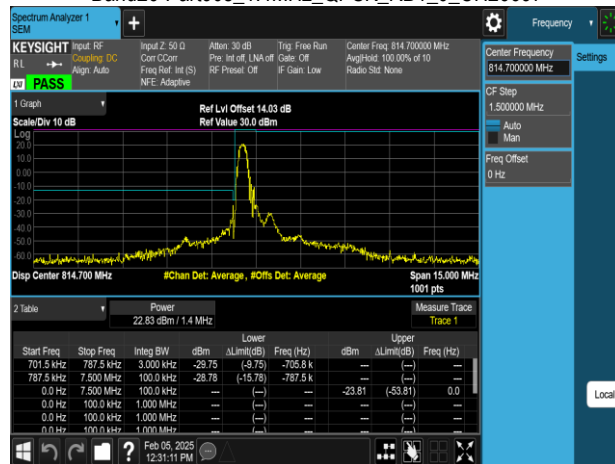 Spectrum Analyzer 1
SEM
Frequency
KEYSIGHT Input: RF
RL Coupling: DC
Align: Auto
LXI PASS
Input Z: 50 Ω
Corr CCorr
Freq Ref: Int (S)
NFE: Adaptive
Atten: 30 dB
Pre: Int off, LNA off
RF Presel: Off
Trig: Free Run
Gate: Off
IF Gain: Low
Center Freq: 814.700000 MHz
Avg|Hold: 100.00% of 10
Radio Std: None
Center Frequency
814.700000 MHz
Settings
CF Step
1.500000 MHz
Auto
Man
Freq Offset
0 Hz
Local
1 Graph
Scale/Div 10 dB
Ref Lvl Offset 14.03 dB
Ref Value 30.0 dBm
Log
20.0
10.0
0.00
-10.0
-20.0
-30.0
-40.0
-50.0
-60.0
Disp Center 814.700 MHz #Chan Det: Average , #Offs Det: Average Span 15.000 MHz
1001 pts
2 Table
Power
22.83 dBm / 1.4 MHz
Measure Trace
Trace 1
Lower Upper
Start Freq Stop Freq Integ BW dBm ΔLimit(dB) Freq (Hz) dBm ΔLimit(dB) Freq (Hz)
701.5 kHz 787.5 kHz 3.000 kHz -29.75 (-9.75) -705.8 k --- (---) ---
787.5 kHz 7.500 MHz 100.0 kHz -28.78 (-15.78) -787.5 k --- (---) ---
0.0 Hz 7.500 MHz 100.0 kHz --- (---) --- -23.81 (-53.81) 0.0
0.0 Hz 100.0 kHz 1.000 MHz --- (---) --- --- (---) ---
0.0 Hz 100.0 kHz 1.000 MHz --- (---) --- --- (---) ---
0.0 Hz 100.0 kHz 1.000 MHz --- (---) --- --- (---) ---
? Feb 05, 2025
12:31:11 PM